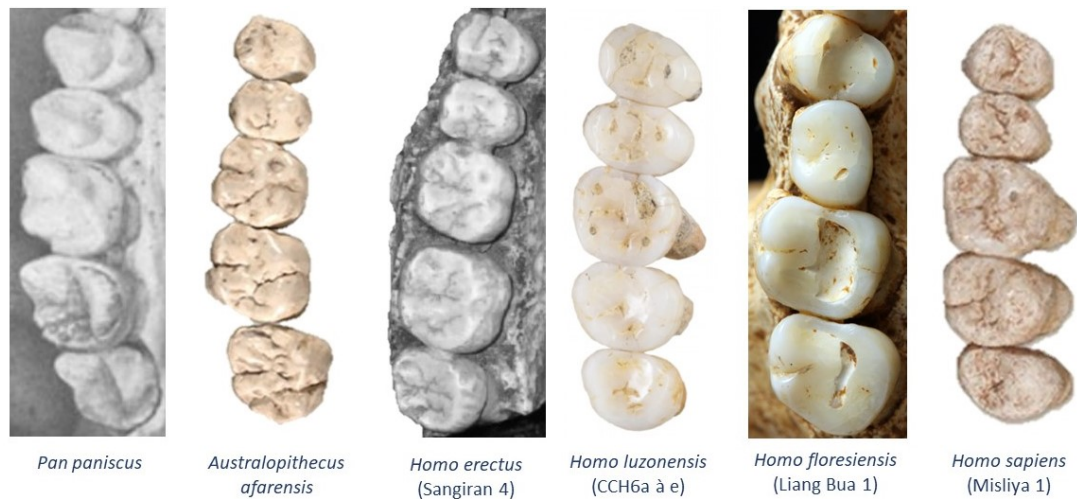 Pan paniscus
Australopithecus
afarensis
Homo erectus
(Sangiran 4)
Homo luzonensis
(CCH6a à e)
Homo floresiensis
(Liang Bua 1)
Homo sapiens
(Misliya 1)